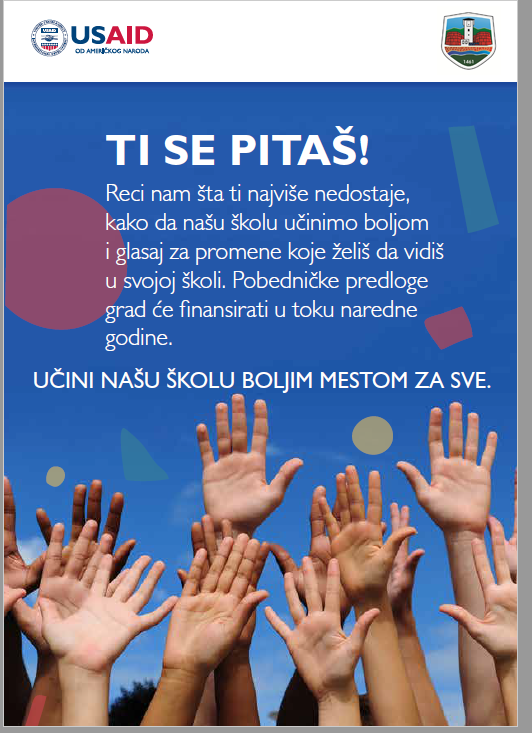 USAID
OD AMERIČKOG NARODA
1461
TI SE PITAŠ!
Reci nam šta ti najviše nedostaje,
kako da našu školu učinimo boljom
i glasaj za promene koje želiš da vidiš
u svojoj školi. Pobedničke predloge
grad će finansirati u toku naredne
godine.
UČINI NAŠU ŠKOLU BOLJIM MESTOM ZA SVE.